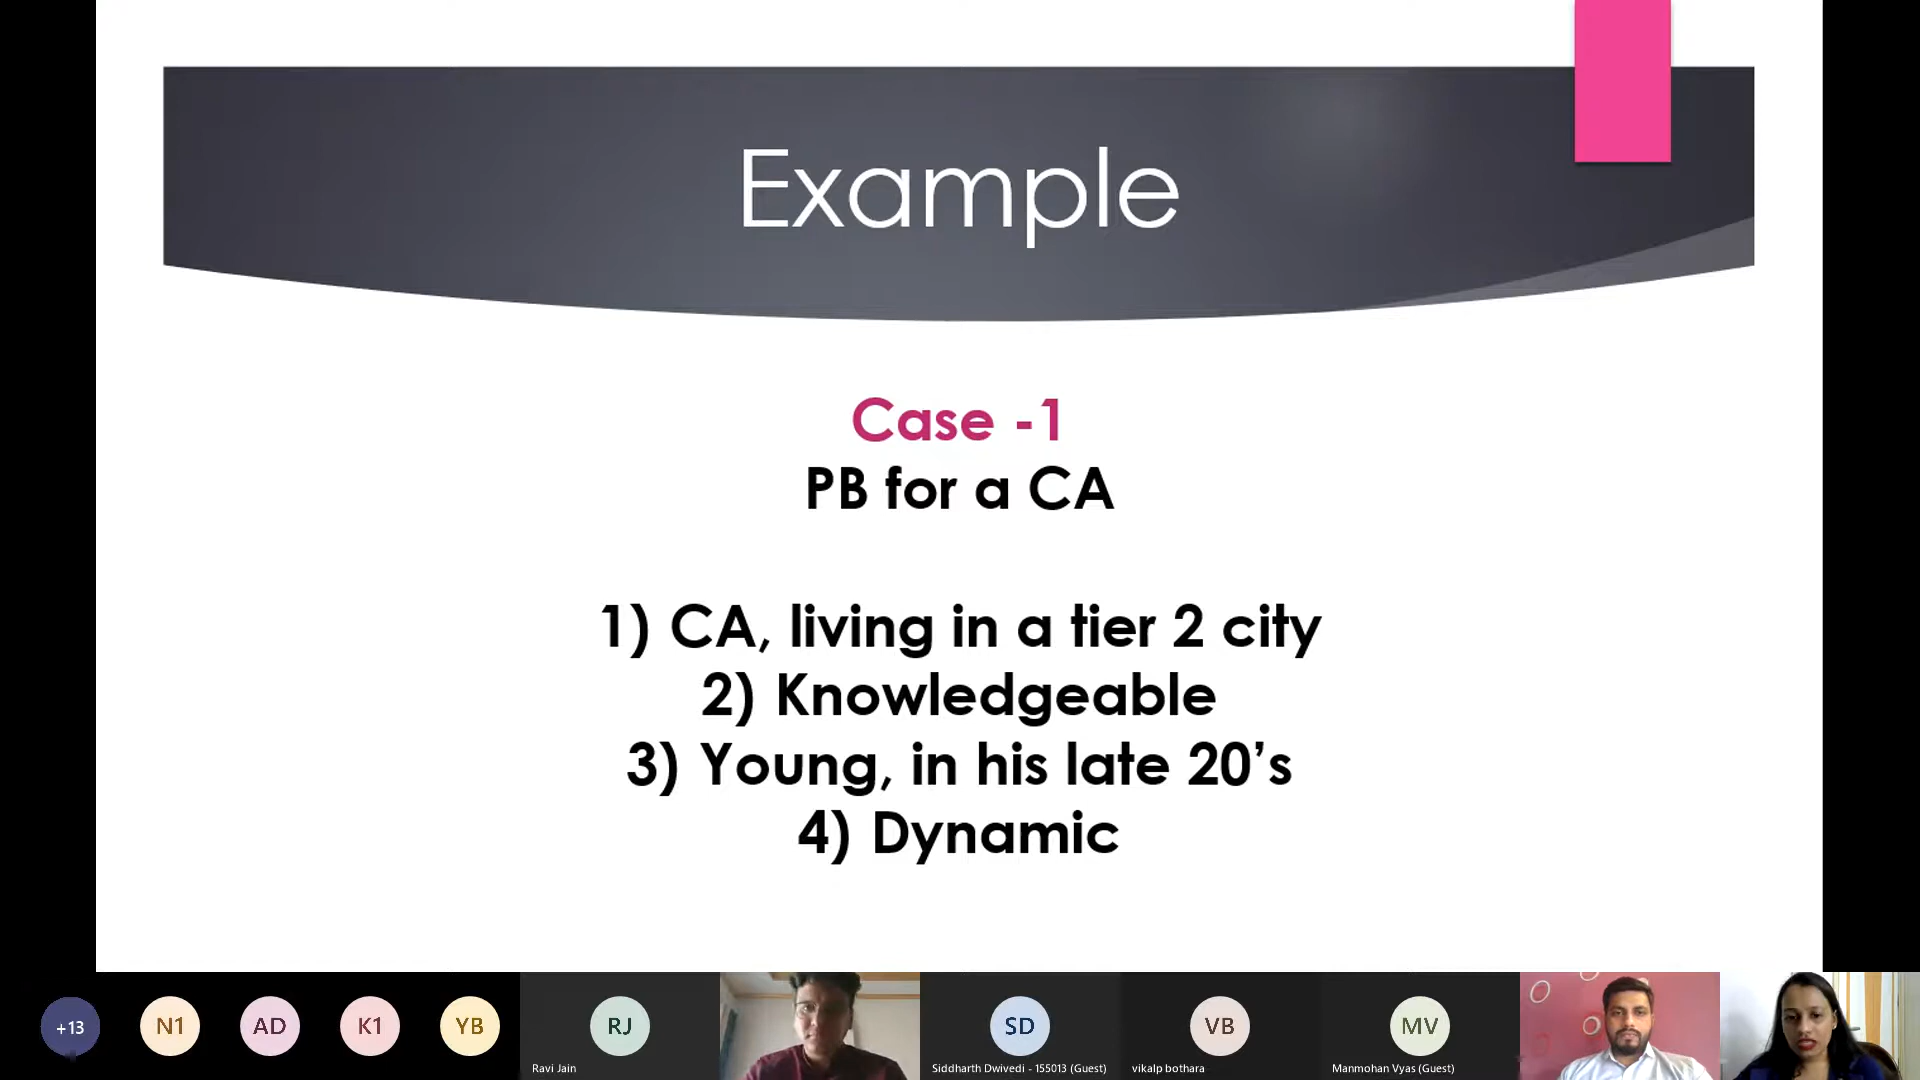 Example
Case -1
PB for a CA
1) CA, living in a tier 2 city
2) Knowledgeable
3) Young, in his late 20’s
4) Dynamic
+13
N1
AD
K1
YB
RJ
SD
VB
MV
Ravi Jain
Siddharth Dwivedi - 155013 (Guest)
vikalp bothara
Manmohan Vyas (Guest)